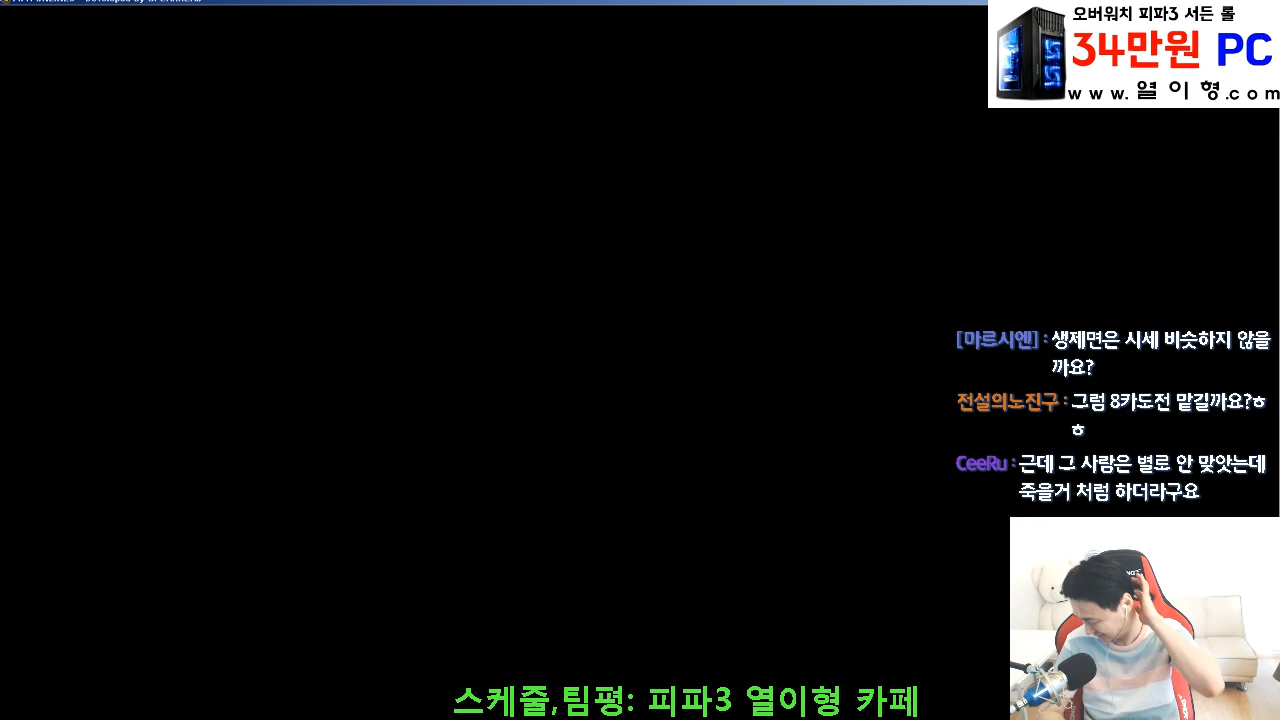 오버워치 피파3 서든 롤
34만원 PC
www.열이형.com
[마르시엔] : 생제면은 시세 비슷하지 않을
까요?
전설의노진구 : 그럼 8카도전 맡길까요?ㅎ
ㅎ
CeeRu : 근데 그 사람은 별로 안 맞앗는데
죽을거 처럼 하더라구요
스케줄,팀평: 피파3 열이형 카페